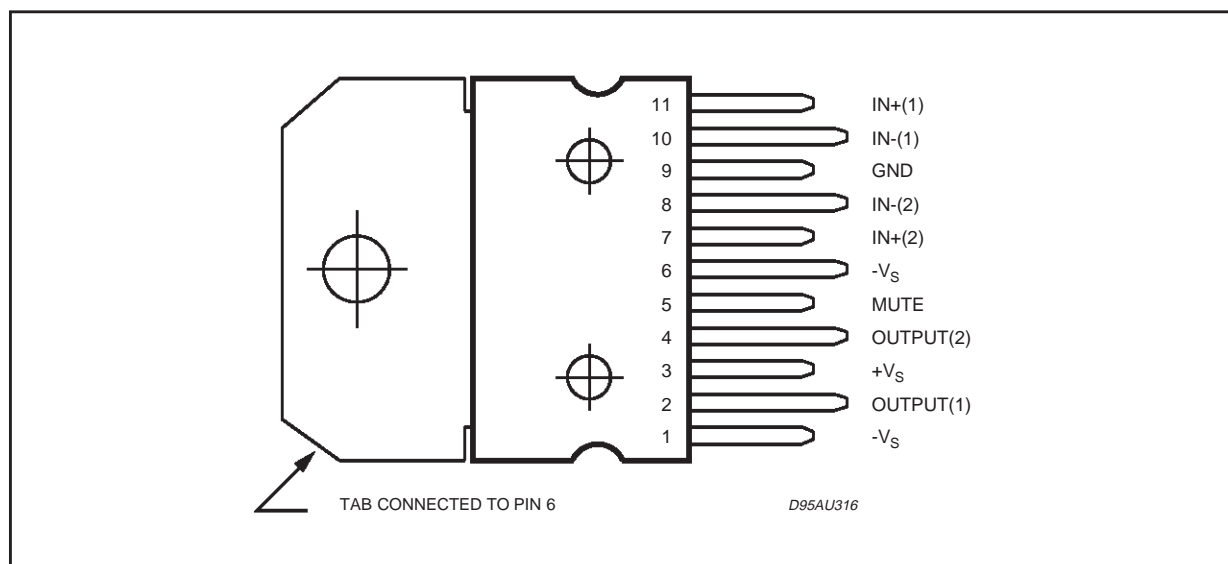 11 IN+(1)
10 IN-(1)
9 GND
8 IN-(2)
7 IN+(2)
6 -VS
5 MUTE
4 OUTPUT(2)
3 +VS
2 OUTPUT(1)
1 -VS
TAB CONNECTED TO PIN 6 D95AU316